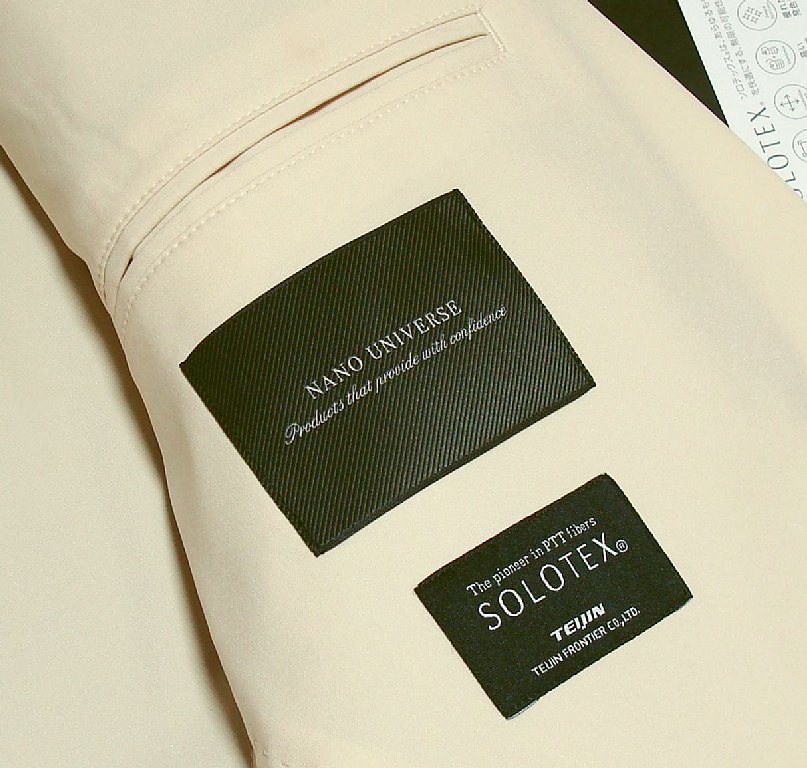 NANO UNIVERSE
Products that provide with confidence
The pioneer in PTT fibers
SOLOTEX®
TEIJIN
TEIJIN FRONTIER CO.,LTD.
SOLOTEX®